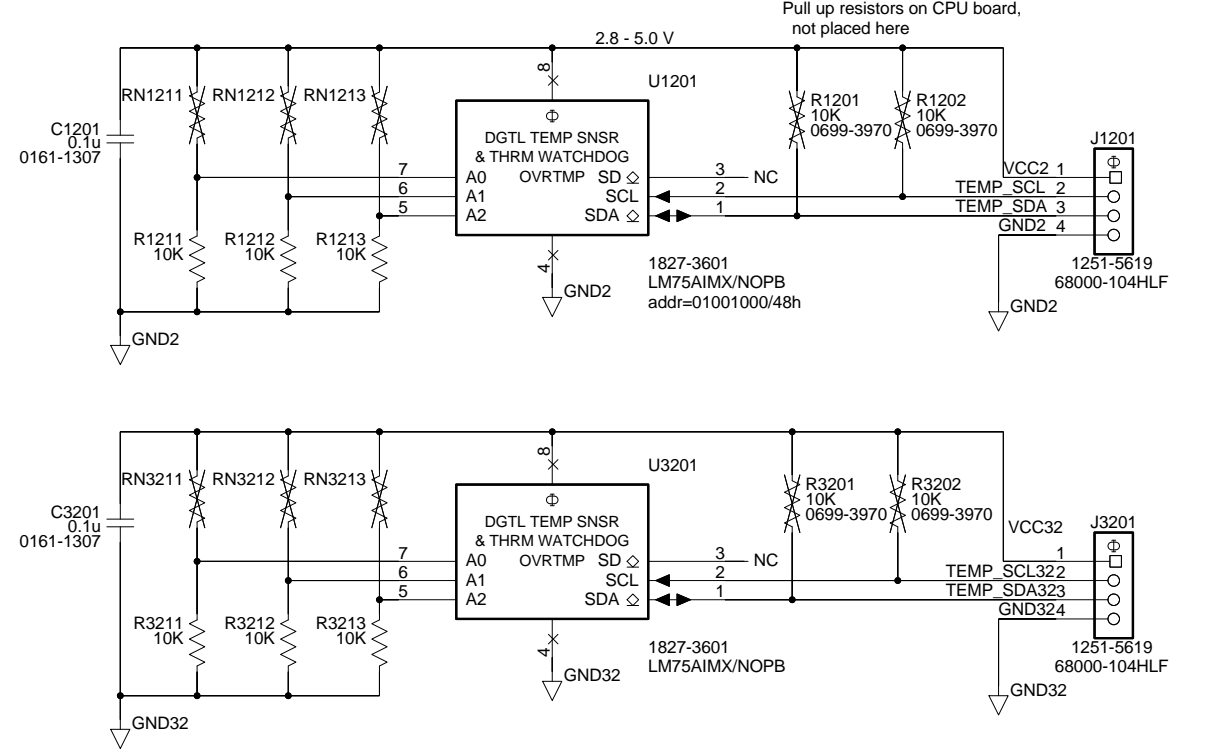 Pull up resistors on CPU board,
not placed here
2.8 - 5.0 V
8
U1201
RN1211
RN1212
RN1213
R1201
10K
0699-3970
R1202
10K
0699-3970
C1201
0.1u
0161-1307
Φ
DGTL TEMP SNSR
& THRM WATCHDOG
J1201
Φ
7 A0 OVRTMP SD 3 NC
6 A1 SCL 2
5 A2 SDA 1
VCC2 1
TEMP_SCL 2
TEMP_SDA 3
GND2 4
R1211
10K
R1212
10K
R1213
10K
4
GND2
1827-3601
LM75AIMX/NOPB
addr=01001000/48h
1251-5619
68000-104HLF
GND2
GND2
8
U3201
RN3211
RN3212
RN3213
R3201
10K
0699-3970
R3202
10K
0699-3970
C3201
0.1u
0161-1307
Φ
DGTL TEMP SNSR
& THRM WATCHDOG
VCC32
J3201
Φ
7 A0 OVRTMP SD 3 NC
6 A1 SCL 2
5 A2 SDA 1
1
TEMP_SCL322
TEMP_SDA323
GND324
R3211
10K
R3212
10K
R3213
10K
4
GND32
1827-3601
LM75AIMX/NOPB
1251-5619
68000-104HLF
GND32
GND32